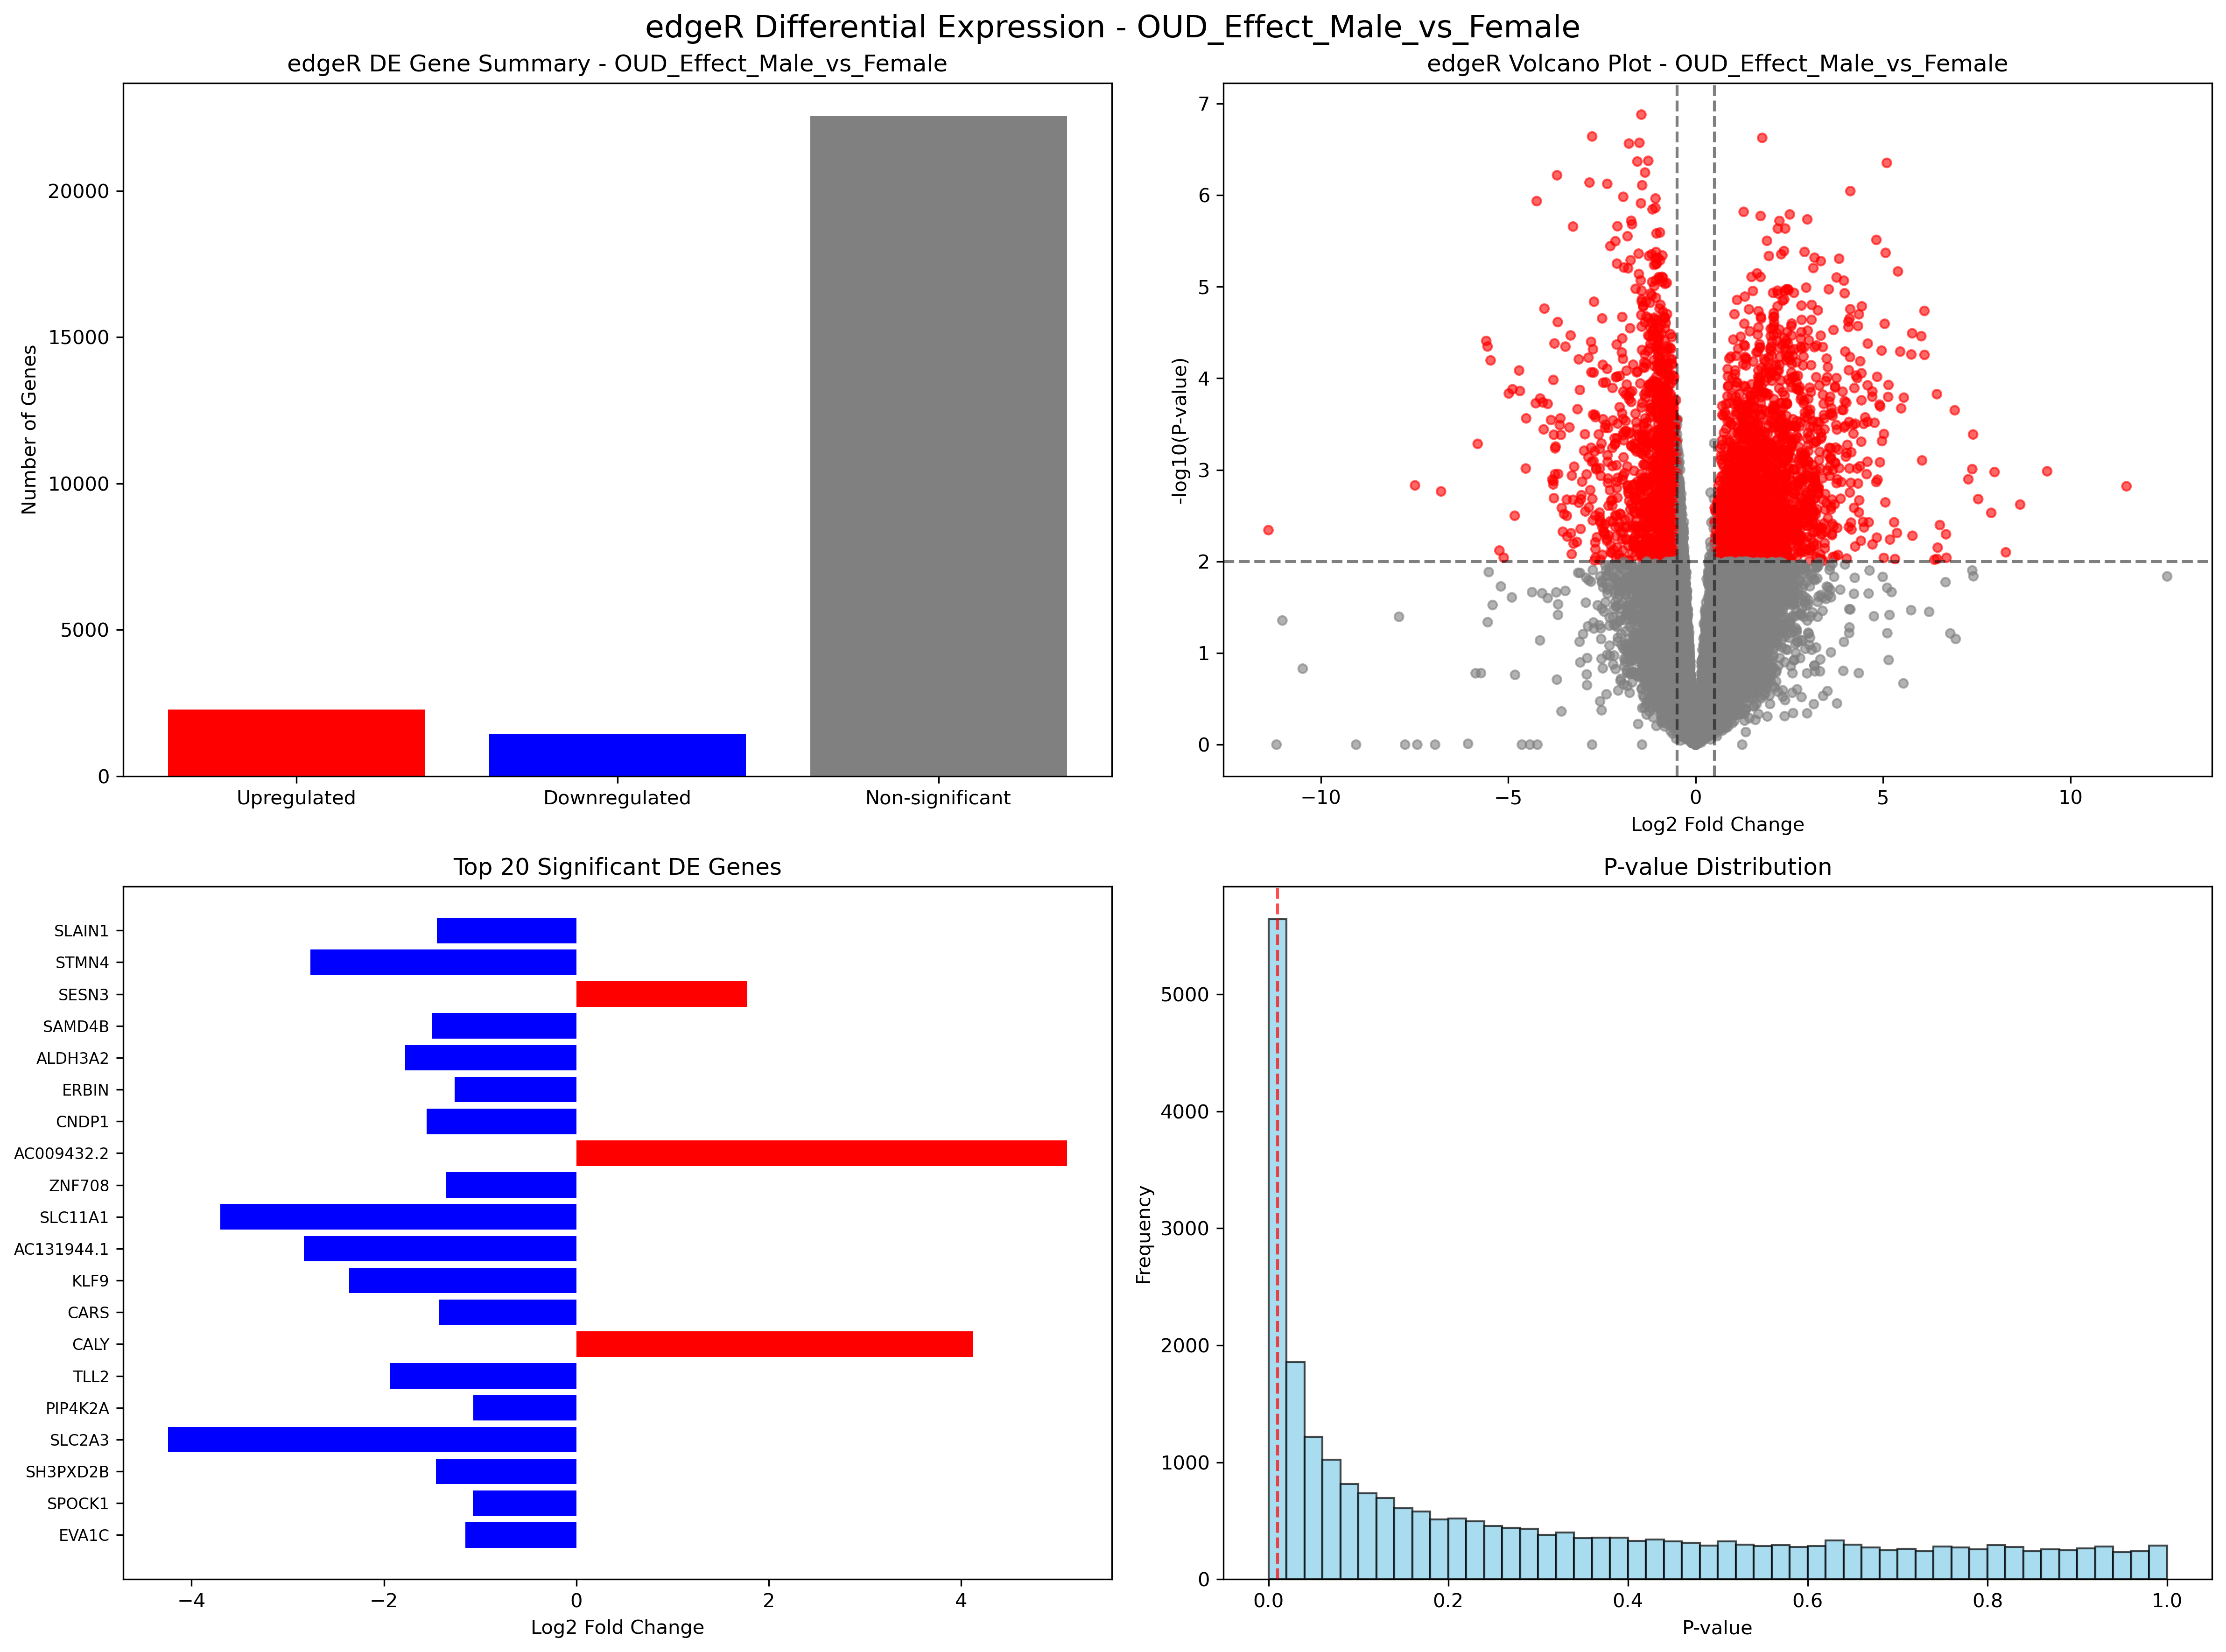 edgeR Differential Expression - OUD_Effect_Male_vs_Female
edgeR DE Gene Summary - OUD_Effect_Male_vs_Female
Number of Genes
20000
15000
10000
5000
0
Upregulated
Downregulated
Non-significant
edgeR Volcano Plot - OUD_Effect_Male_vs_Female
-log10(P-value)
7
6
5
4
3
2
1
0
−10
−5
0
5
10
Log2 Fold Change
Top 20 Significant DE Genes
SLAIN1
STMN4
SESN3
SAMD4B
ALDH3A2
ERBIN
CNDP1
AC009432.2
ZNF708
SLC11A1
AC131944.1
KLF9
CARS
CALY
TLL2
PIP4K2A
SLC2A3
SH3PXD2B
SPOCK1
EVA1C
−4
−2
0
2
4
Log2 Fold Change
P-value Distribution
Frequency
5000
4000
3000
2000
1000
0
0.0
0.2
0.4
0.6
0.8
1.0
P-value